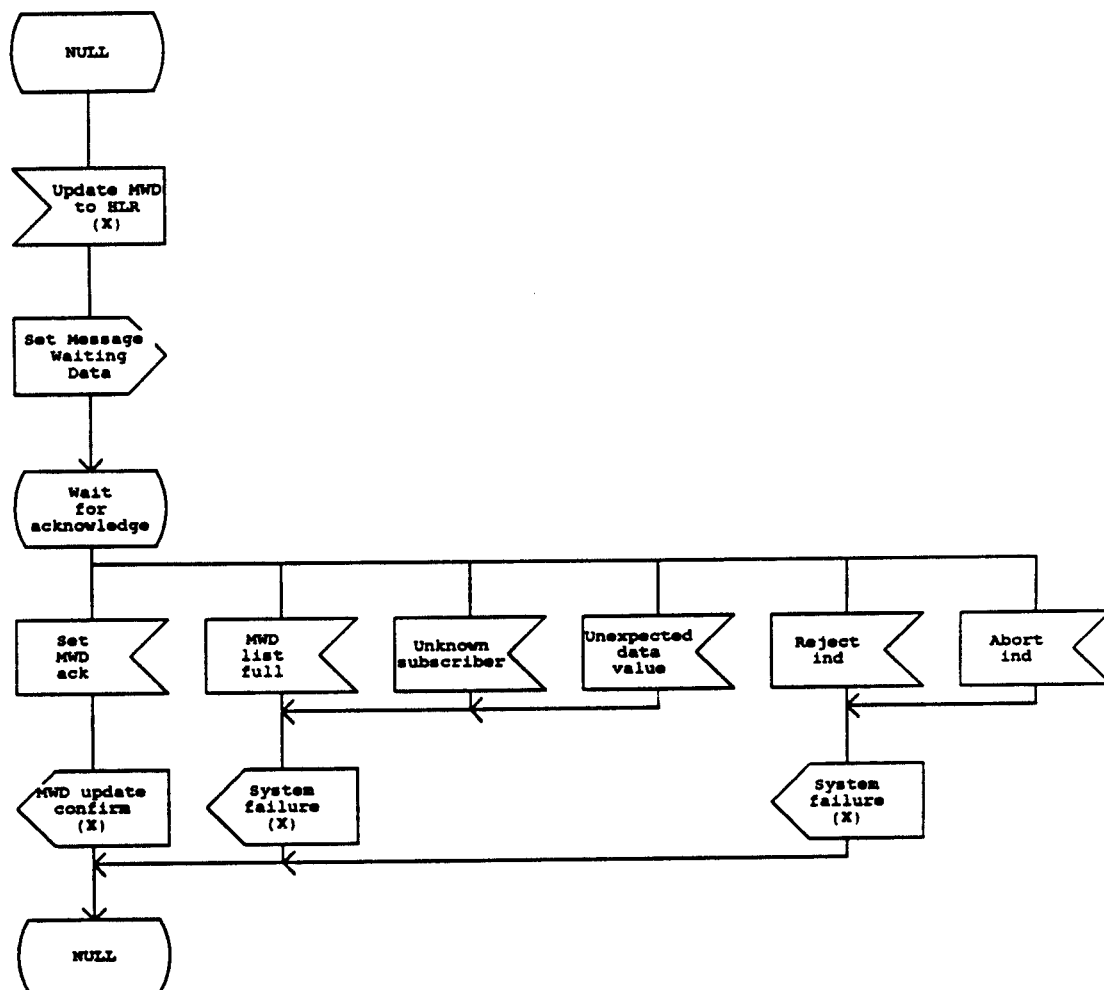 NULL
Update MWD
to HLR
(X)
Set Message
Waiting
Data
Wait
for
acknowledge
Set
MWD
ack
MWD
list
full
Unknown
subscriber
Unexpected
data
value
Reject
ind
Abort
ind
MWD update
confirm
(X)
System
failure
(X)
System
failure
(X)
NULL